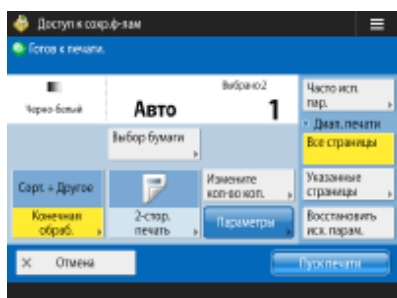 Доступ к сохр.ф-лам
Готов к печати.
Выбрано:2
Черно-белый
Авто
1
Часто исп.
пар.
Диап. печати
Все страницы
Выбор бумаги
Указанные
страницы
Сорт. + Другое
Измените
кол-во коп.
Конечная
обраб.
2-стор.
печать
Параметры
Восстановить
исх. парам.
× Отмена
Пуск печати